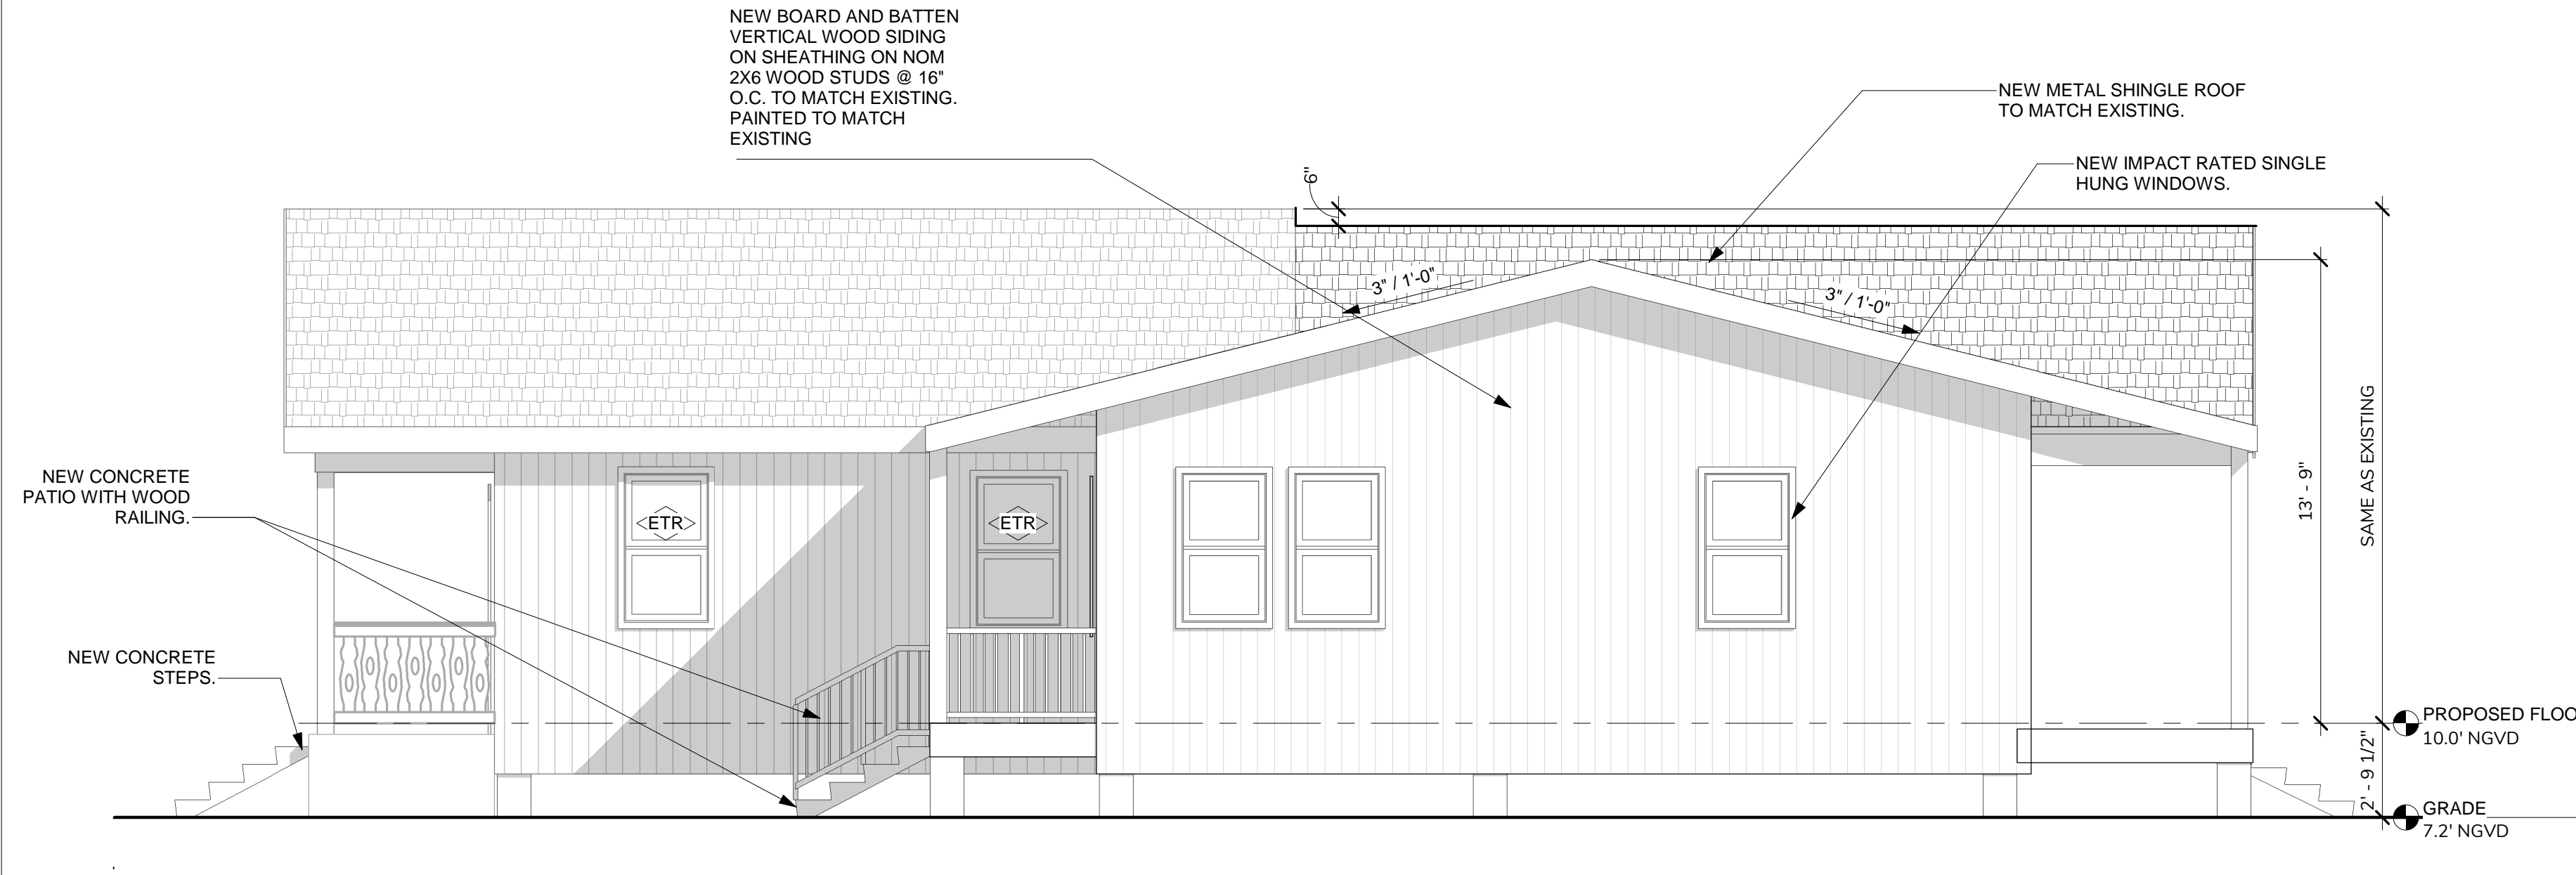 NEW BOARD AND BATTEN
VERTICAL WOOD SIDING
ON SHEATHING ON NOM
2X6 WOOD STUDS @ 16"
O.C. TO MATCH EXISTING.
PAINTED TO MATCH
EXISTING
NEW METAL SHINGLE ROOF
TO MATCH EXISTING.
NEW IMPACT RATED SINGLE
HUNG WINDOWS.
6"
3" / 1'-0"
3" / 1'-0"
NEW CONCRETE
PATIO WITH WOOD
RAILING.
ETR
ETR
13' - 9"
SAME AS EXISTING
NEW CONCRETE
STEPS.
PROPOSED FLOO
10.0' NGVD
2' - 9 1/2"
GRADE
7.2' NGVD